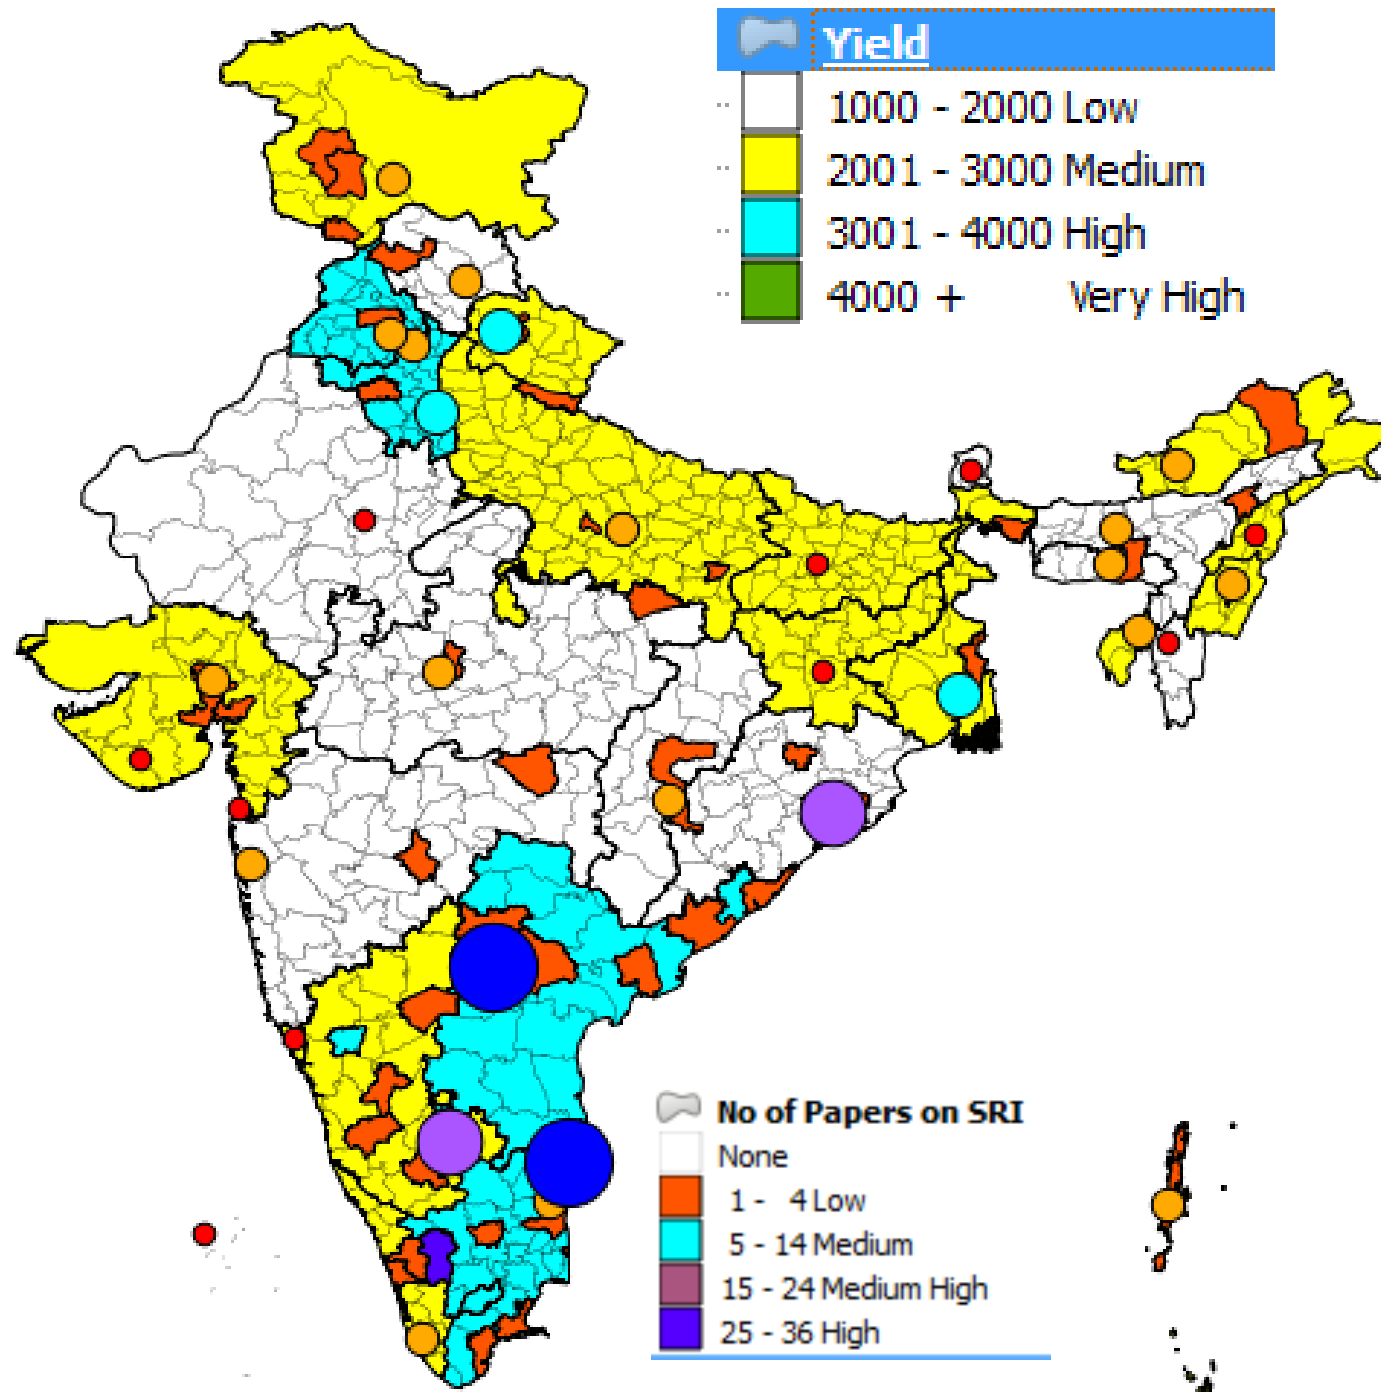 Yield
1000 - 2000 Low
2001 - 3000 Medium
3001 - 4000 High
4000 + Very High
No of Papers on SRI
None
1 - 4 Low
5 - 14 Medium
15 - 24 Medium High
25 - 36 High